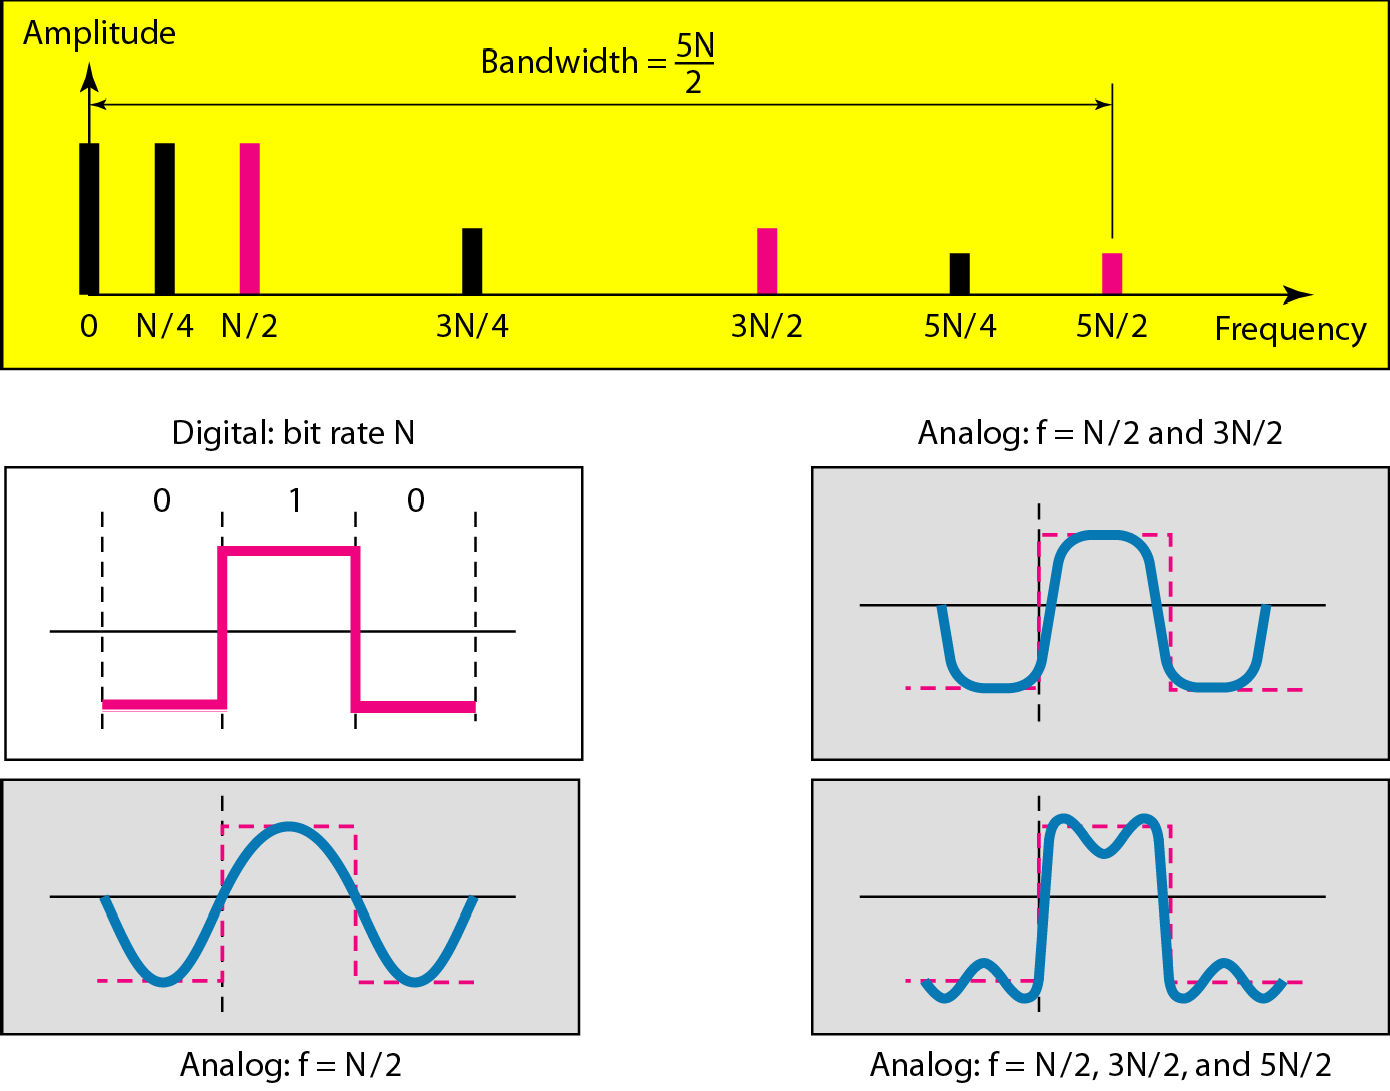 Amplitude
Bandwidth = 5N/2
0 N/4 N/2 3N/4 3N/2 5N/4 5N/2 Frequency
Digital: bit rate N
0 1 0
Analog: f = N/2 and 3N/2
Analog: f = N/2
Analog: f = N/2, 3N/2, and 5N/2